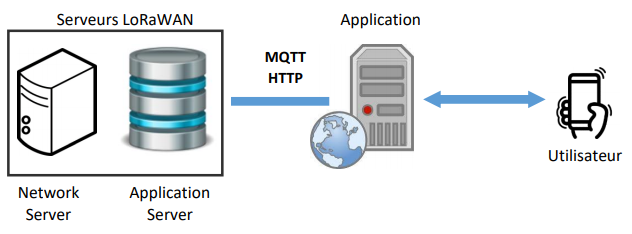 Serveurs LoRaWAN
Application
MQTT
HTTP
Utilisateur
Network
Server
Application
Server